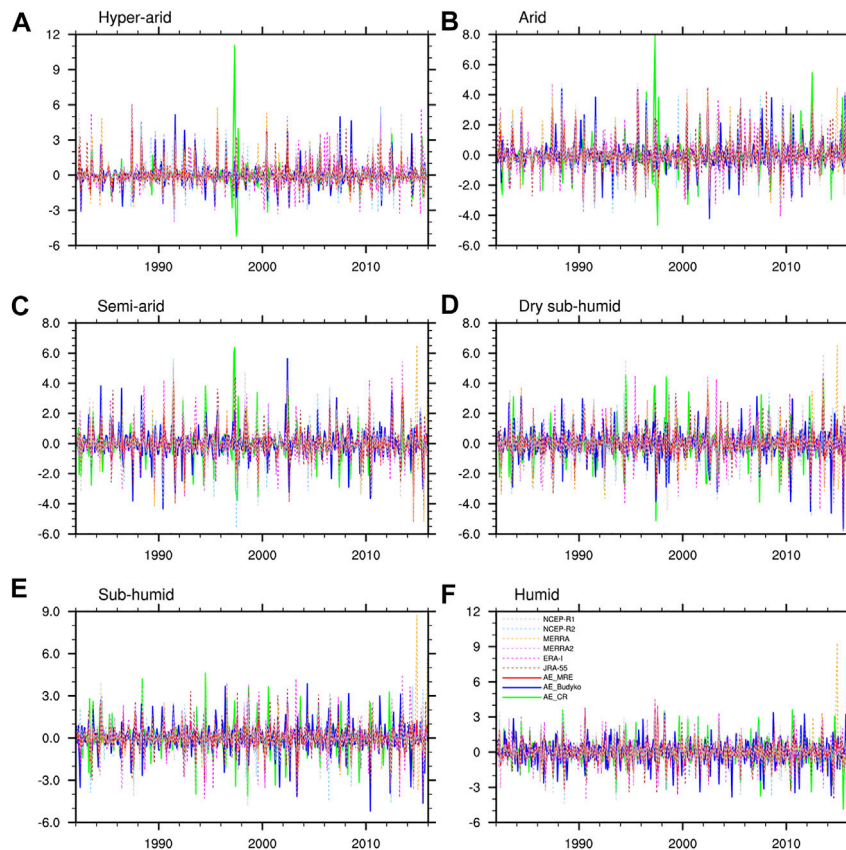 A Hyper-arid
12
9
6
3
0
-3
-6
1990 2000 2010
B Arid
8.0
6.0
4.0
2.0
0.0
-2.0
-4.0
-6.0
1990 2000 2010
C Semi-arid
8.0
6.0
4.0
2.0
0.0
-2.0
-4.0
-6.0
1990 2000 2010
D Dry sub-humid
8.0
6.0
4.0
2.0
0.0
-2.0
-4.0
-6.0
1990 2000 2010
E Sub-humid
9.0
6.0
3.0
0.0
-3.0
-6.0
1990 2000 2010
F Humid
12
9
6
3
0
-3
-6
NCEP-R1
NCEP-R2
MERRA
MERRA2
ERA-I
JRA-55
AE_MRE
AE_Budyko
AE_CR
1990 2000 2010